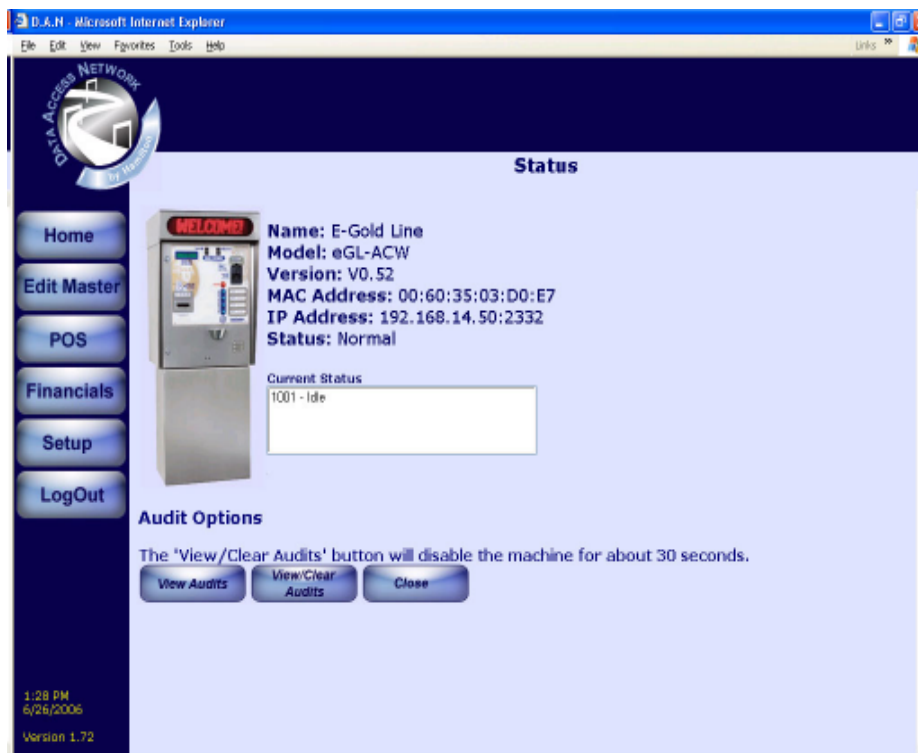 D.A.N - Microsoft Internet Explorer
File Edit View Favorites Tools Help
Links »
DATA ACCESS NETWORK
by Hamilton
Status
Home
Edit Master
POS
Financials
Setup
LogOut
WELCOME!
Name: E-Gold Line
Model: eGL-ACW
Version: V0.52
MAC Address: 00:60:35:03:D0:E7
IP Address: 192.168.14.50:2332
Status: Normal
Current Status
1001 - Idle
Audit Options
The 'View/Clear Audits' button will disable the machine for about 30 seconds.
View Audits
View/Clear
Audits
Close
1:28 PM
6/26/2006
Version 1.72